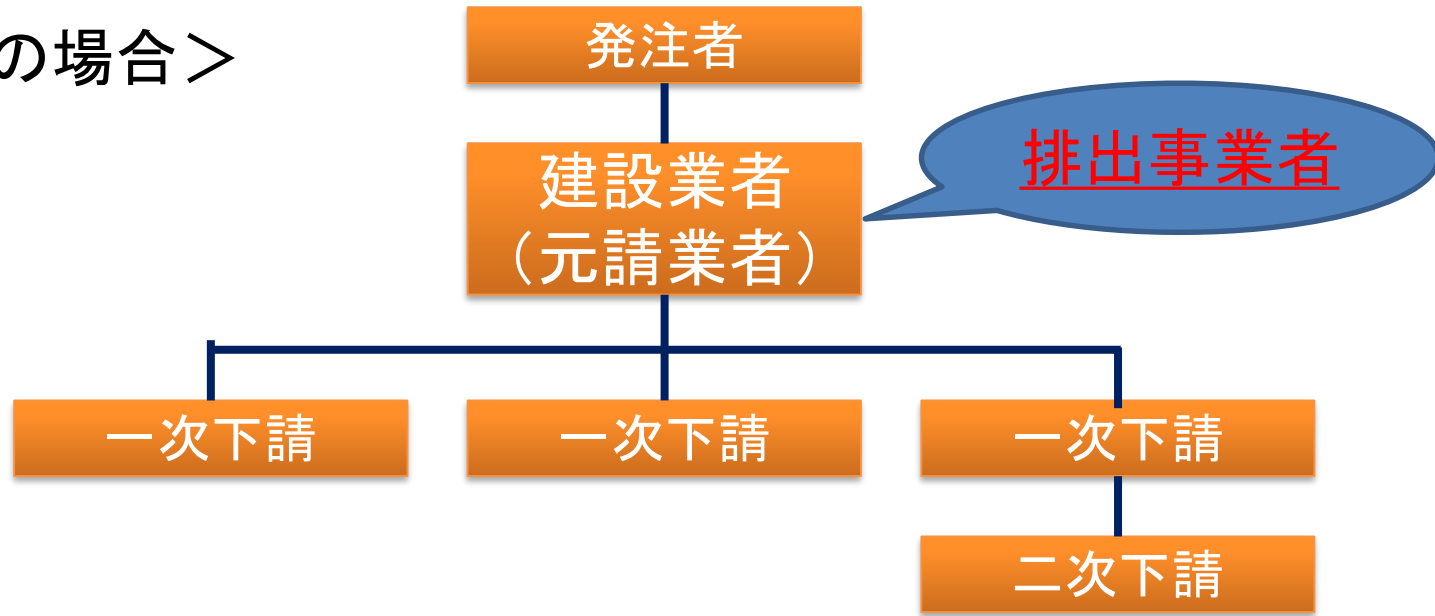 の場合＞
発注者
建設業者
（元請業者）
排出事業者
一次下請
一次下請
一次下請
二次下請